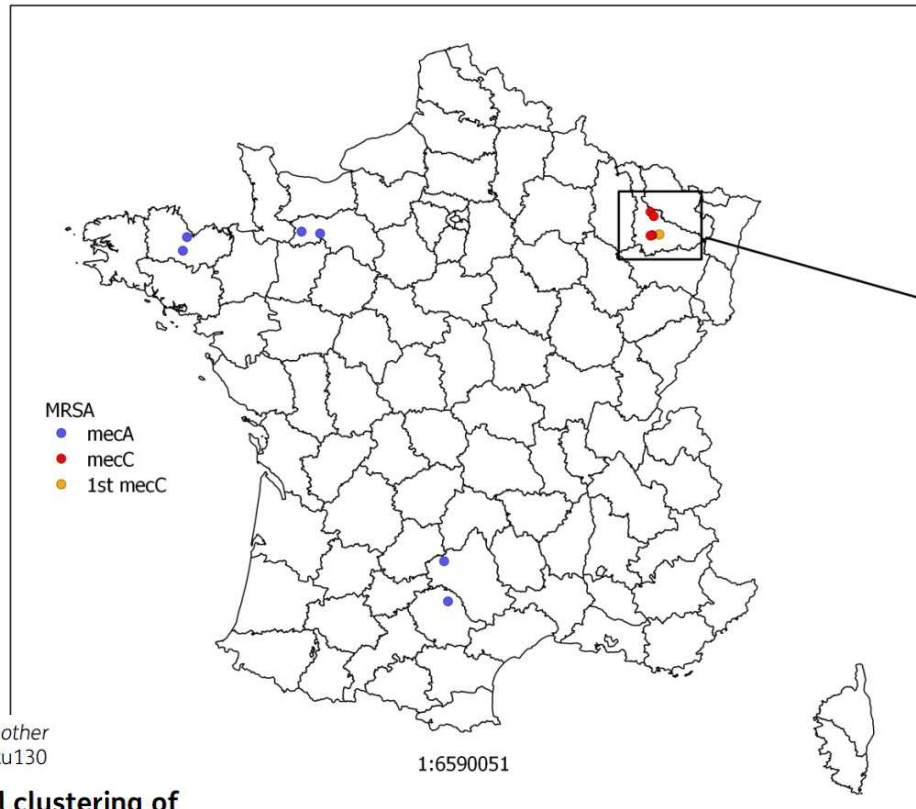 MRSA
mecA
mecC
1st mecC
other
u130
1:6590051
clustering of